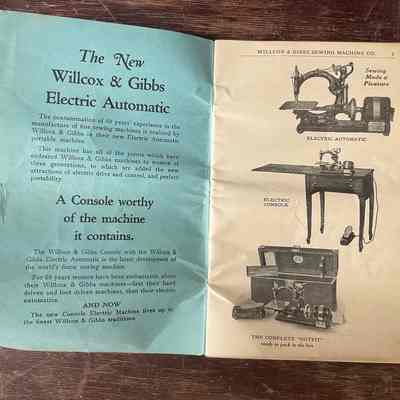 The New
Willcox & Gibbs
Electric Automatic
The consummation of 68 years' experience in the
manufacture of fine sewing machines is realized by
Willcox & Gibbs in their new Electric Automatic
portable machine.
This machine has all of the points which have
endeared Willcox & Gibbs machines to women of
three generations, to which are added the new
attractions of electric drive and control, and perfect
portability.
A Console worthy
of the machine
it contains.
The Willcox & Gibbs Console with the Willcox &
Gibbs Electric Automatic is the latest development of
the world's finest sewing machine.
For 68 years women have been enthusiastic about
their Willcox & Gibbs machines—first their hand
driven and foot driven machines, then their electric
automatics.
AND NOW
The new Console Electric Machine lives up to
the finest Willcox & Gibbs traditions.
WILLCOX & GIBBS SEWING MACHINE CO.
Sewing
Made a
Pleasure
ELECTRIC AUTOMATIC
ELECTRIC
CONSOLE
THE COMPLETE "OUTFIT"
ready to pack in the box